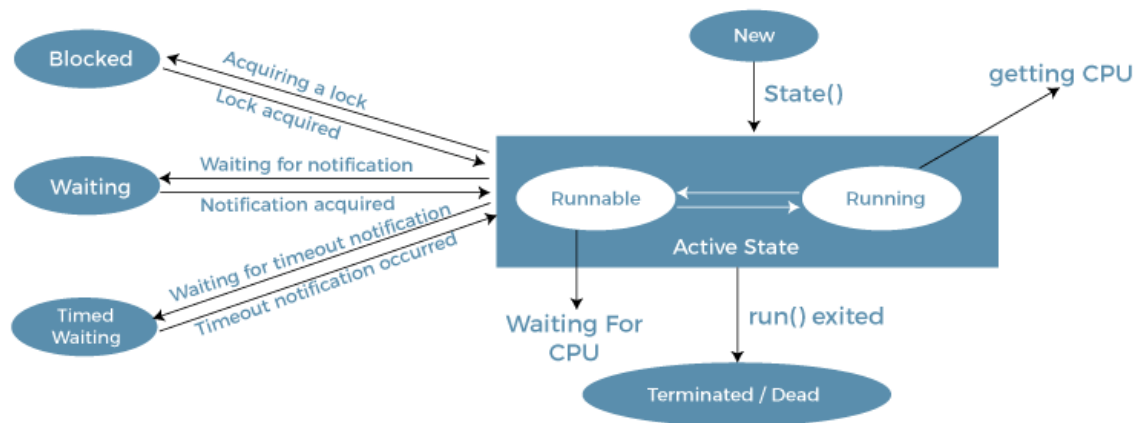 New
Blocked
Acquiring a lock
Lock acquired
State()
getting CPU
Waiting for notification
Waiting
Notification acquired
Runnable
Running
Waiting for timeout notification
Timeout notification occurred
Active State
Timed
Waiting
Waiting For
CPU
run() exited
Terminated / Dead